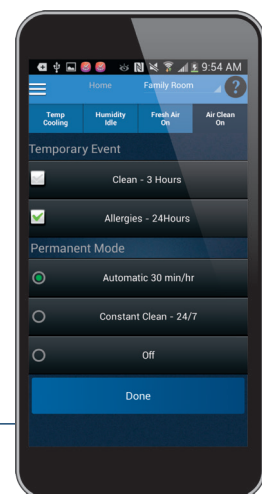 9:54 AM
Home Family Room ?
Temp Cooling Humidity Idle Fresh Air On Air Clean On
Temporary Event
Clean - 3 Hours
Allergies - 24Hours
Permanent Mode
Automatic 30 min/hr
Constant Clean - 24/7
Off
Done